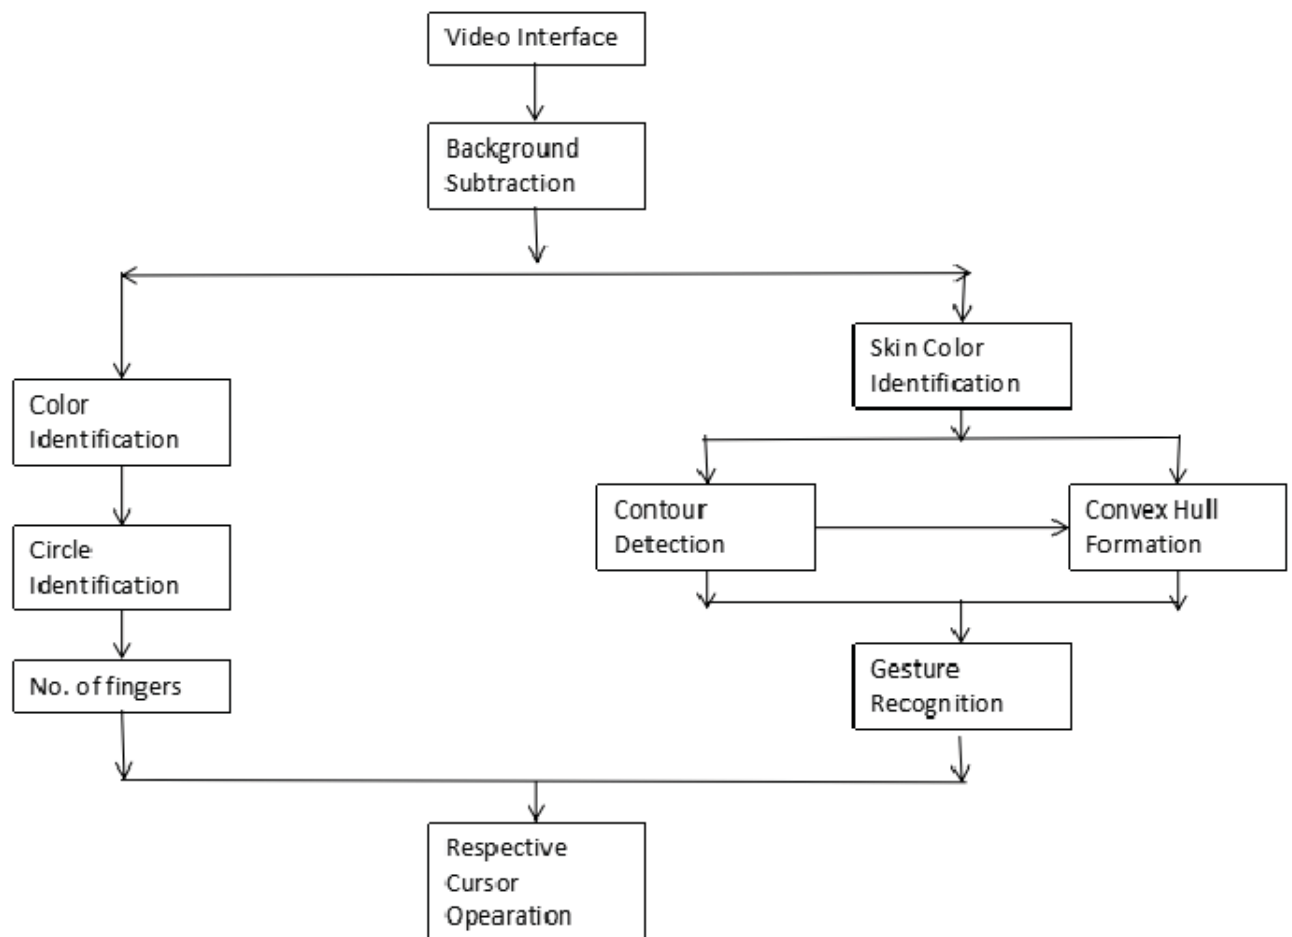 Video Interface
Background
Subtraction
Skin Color
Identification
Color
Identification
Contour
Detection
Convex Hull
Formation
Circle
Identification
No. of fingers
Gesture
Recognition
Respective
Cursor
Opearation